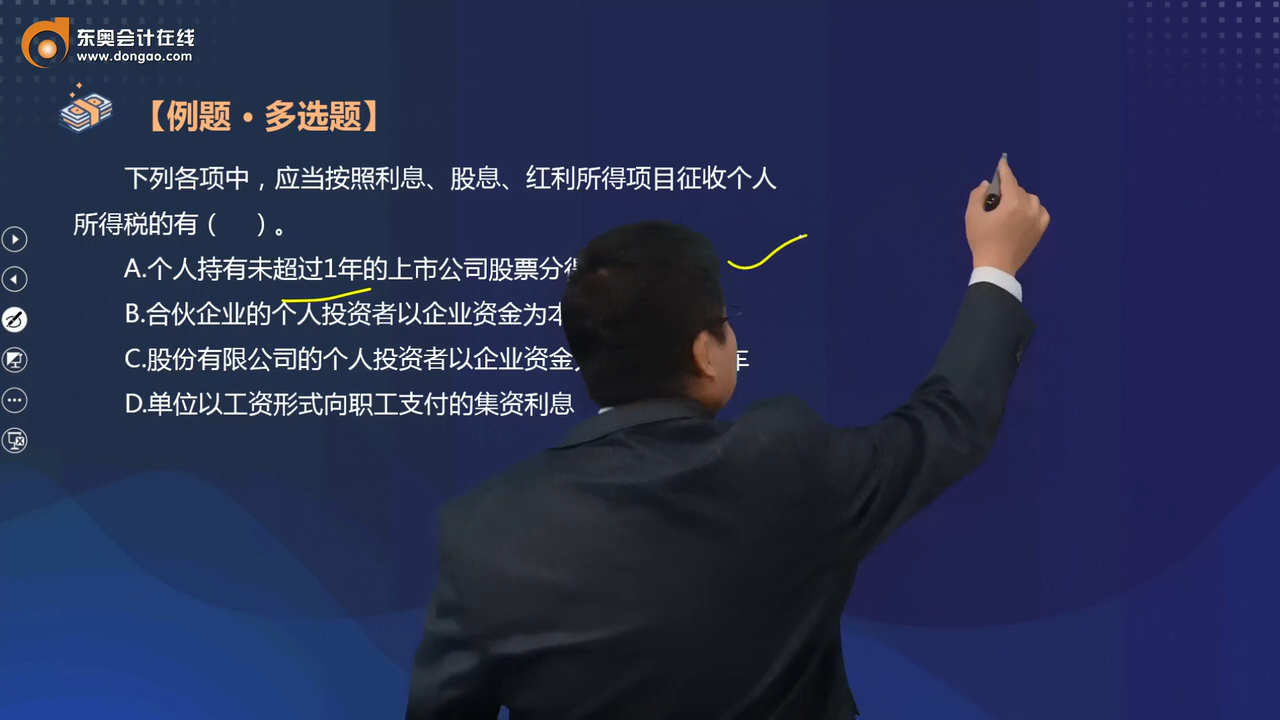 东奥会计在线
www.dongao.com
【例题·多选题】
下列各项中，应当按照利息、股息、红利所得项目征收个人
所得税的有（ ）。
A.个人持有未超过1年的上市公司股票分
B.合伙企业的个人投资者以企业资金为本
C.股份有限公司的个人投资者以企业资金 车
D.单位以工资形式向职工支付的集资利息